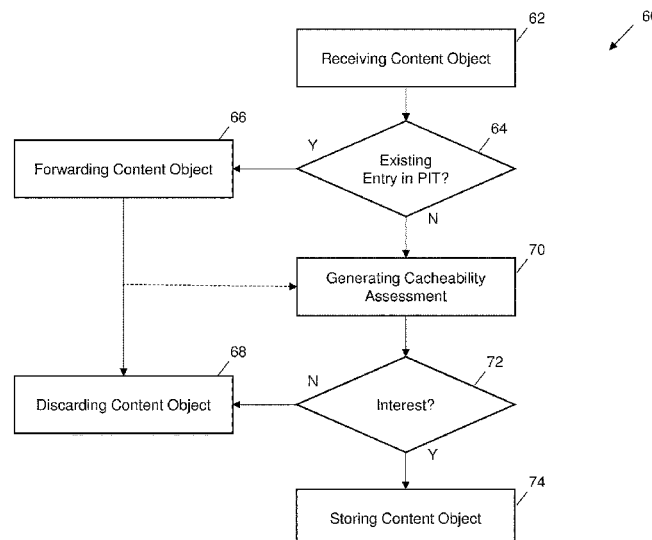 62
Receiving Content Object
66
Y
64
Existing
Entry in PIT?
Forwarding Content Object
N
70
Generating Cacheability
Assessment
68
N
72
Discarding Content Object
Interest?
Y
74
Storing Content Object